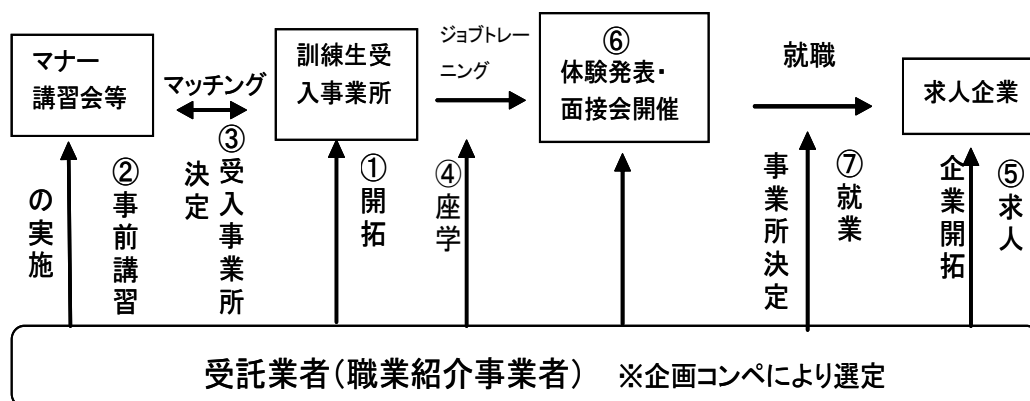 マナー
講習会等
マッチング
訓練生受
入事業所
ジョブトレー
ニング
⑥
体験発表・
面接会開催
就職
求人企業
②事前講習
の実施
③受入事業所
決定
①開拓
④座学
⑦就業
事業所決定
⑤求人
企業開拓
受託業者(職業紹介事業者) ※企画コンペにより選定